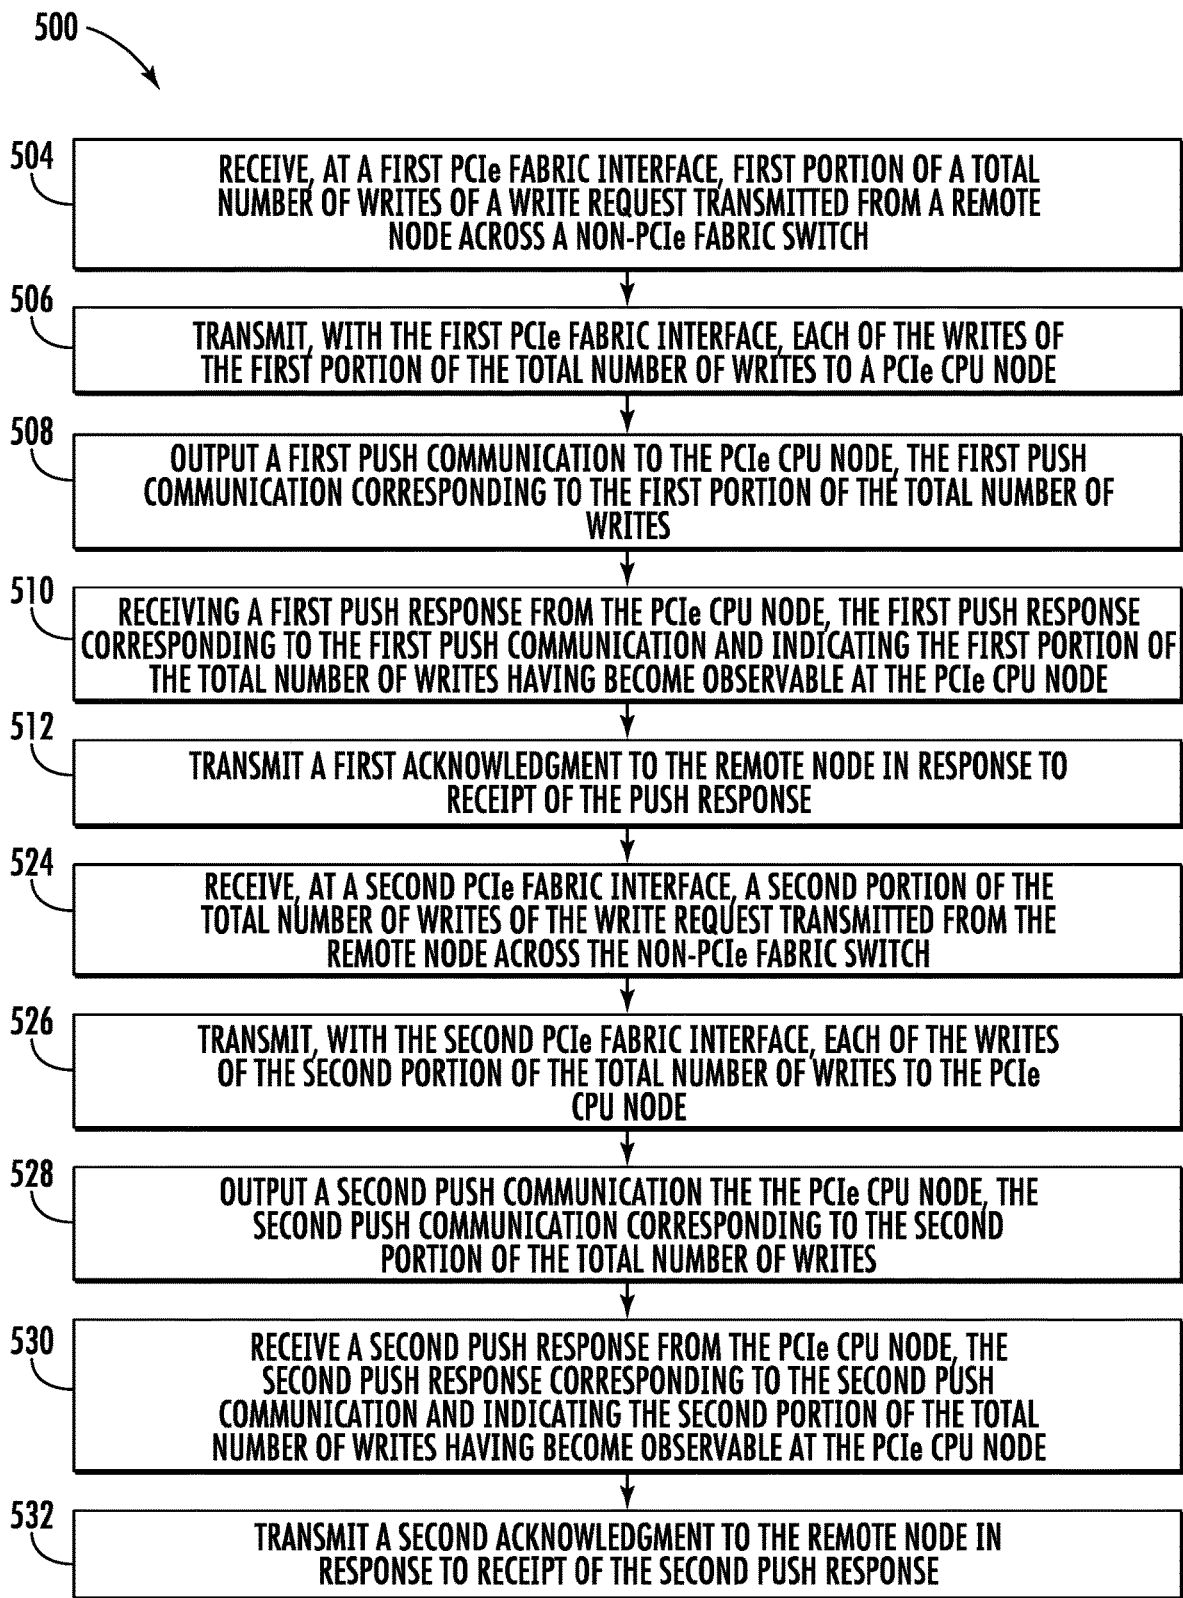 500
504
RECEIVE, AT A FIRST PCIe FABRIC INTERFACE, FIRST PORTION OF A TOTAL
NUMBER OF WRITES OF A WRITE REQUEST TRANSMITTED FROM A REMOTE
NODE ACROSS A NON-PCIe FABRIC SWITCH
506
TRANSMIT, WITH THE FIRST PCIe FABRIC INTERFACE, EACH OF THE WRITES OF
THE FIRST PORTION OF THE TOTAL NUMBER OF WRITES TO A PCIe CPU NODE
508
OUTPUT A FIRST PUSH COMMUNICATION TO THE PCIe CPU NODE, THE FIRST PUSH
COMMUNICATION CORRESPONDING TO THE FIRST PORTION OF THE TOTAL NUMBER OF
WRITES
510
RECEIVING A FIRST PUSH RESPONSE FROM THE PCIe CPU NODE, THE FIRST PUSH RESPONSE
CORRESPONDING TO THE FIRST PUSH COMMUNICATION AND INDICATING THE FIRST PORTION OF
THE TOTAL NUMBER OF WRITES HAVING BECOME OBSERVABLE AT THE PCIe CPU NODE
512
TRANSMIT A FIRST ACKNOWLEDGMENT TO THE REMOTE NODE IN RESPONSE TO
RECEIPT OF THE PUSH RESPONSE
524
RECEIVE, AT A SECOND PCIe FABRIC INTERFACE, A SECOND PORTION OF THE
TOTAL NUMBER OF WRITES OF THE WRITE REQUEST TRANSMITTED FROM THE
REMOTE NODE ACROSS THE NON-PCIe FABRIC SWITCH
526
TRANSMIT, WITH THE SECOND PCIe FABRIC INTERFACE, EACH OF THE WRITES
OF THE SECOND PORTION OF THE TOTAL NUMBER OF WRITES TO THE PCIe
CPU NODE
528
OUTPUT A SECOND PUSH COMMUNICATION THE THE PCIe CPU NODE, THE
SECOND PUSH COMMUNICATION CORRESPONDING TO THE SECOND
PORTION OF THE TOTAL NUMBER OF WRITES
530
RECEIVE A SECOND PUSH RESPONSE FROM THE PCIe CPU NODE, THE
SECOND PUSH RESPONSE CORRESPONDING TO THE SECOND PUSH
COMMUNICATION AND INDICATING THE SECOND PORTION OF THE TOTAL
NUMBER OF WRITES HAVING BECOME OBSERVABLE AT THE PCIe CPU NODE
532
TRANSMIT A SECOND ACKNOWLEDGMENT TO THE REMOTE NODE IN
RESPONSE TO RECEIPT OF THE SECOND PUSH RESPONSE